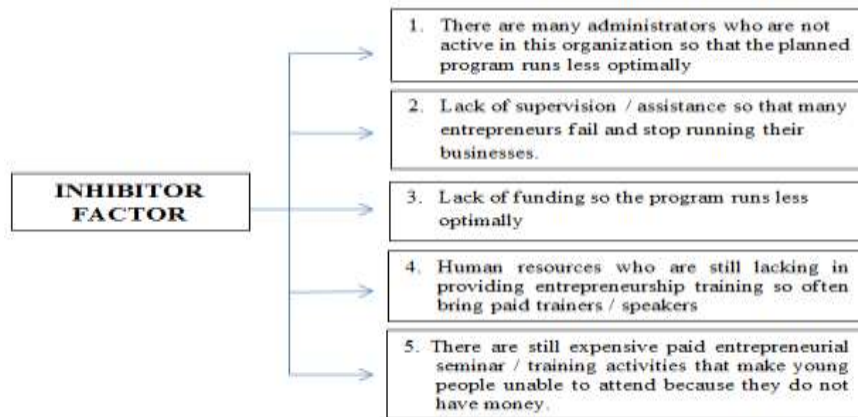 INHIBITOR
FACTOR
1. There are many administrators who are not
active in this organization so that the planned
program runs less optimally
2. Lack of supervision / assistance so that many
entrepreneurs fail and stop running their
businesses.
3. Lack of funding so the program runs less
optimally
4. Human resources who are still lacking in
providing entrepreneurship training so often
bring paid trainers / speakers
5. There are still expensive paid entrepreneurial
seminar / training activities that make young
people unable to attend because they do not
have money.